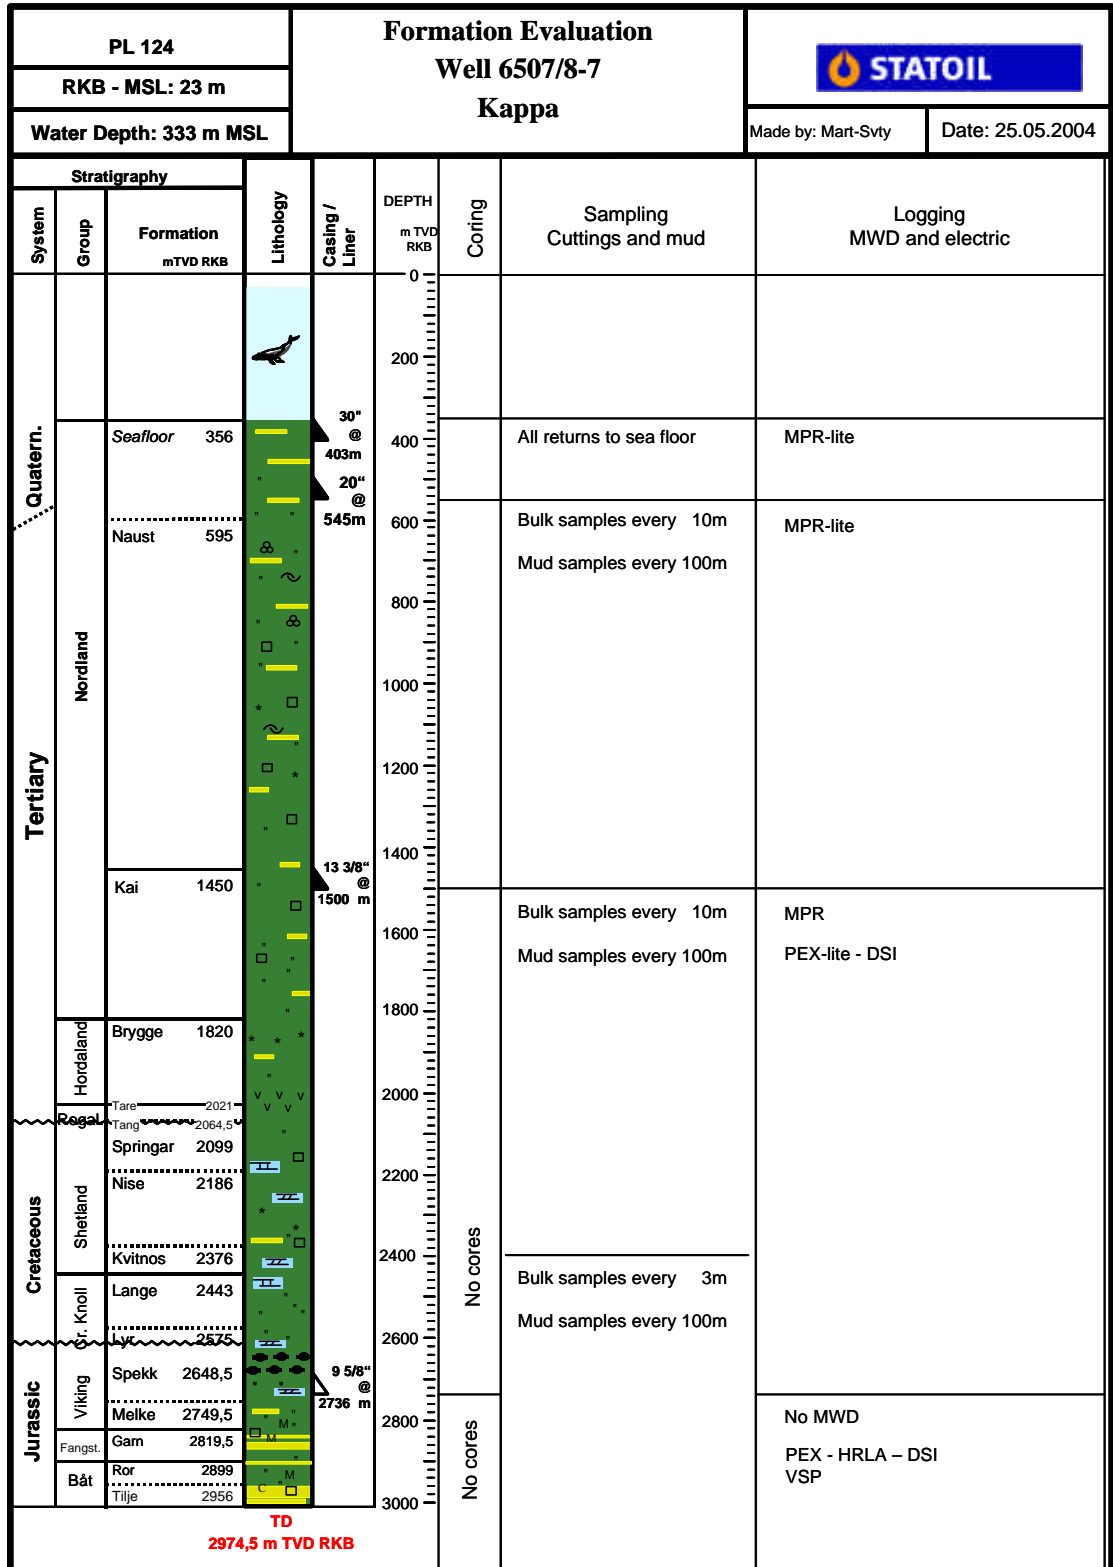 PL 124
RKB - MSL: 23 m
Water Depth: 333 m MSL
Formation Evaluation
Well 6507/8-7
Kappa
STATOIL
Made by: Mart-Svty
Date: 25.05.2004
Stratigraphy
System
Group
Formation
mTVD RKB
Lithology
Casing /
Liner
DEPTH
m TVD
RKB
Coring
Sampling
Cuttings and mud
Logging
MWD and electric
0
200
400
600
800
1000
1200
1400
1600
1800
2000
2200
2400
2600
2800
3000
Quatern.
Tertiary
Cretaceous
Jurassic
Nordland
Hordaland
Rogal.
Shetland
Cr. Knoll
Viking
Fangst.
Båt
Seafloor 356
Naust 595
Kai 1450
Brygge 1820
Tare 2021
Tang 2064,5
Springar 2099
Nise 2186
Kvitnos 2376
Lange 2443
Lyr 2575
Spekk 2648,5
Melke 2749,5
Garn 2819,5
Ror 2899
Tilje 2956
v v v
v v
M
M
M
C
30"
@
403m
20“
@
545m
13 3/8“
@
1500 m
9 5/8“
@
2736 m
All returns to sea floor
MPR-lite
Bulk samples every 10m
Mud samples every 100m
MPR-lite
Bulk samples every 10m
Mud samples every 100m
MPR
PEX-lite - DSI
No cores
Bulk samples every 3m
Mud samples every 100m
No cores
No MWD
PEX - HRLA – DSI
VSP
TD
2974,5 m TVD RKB